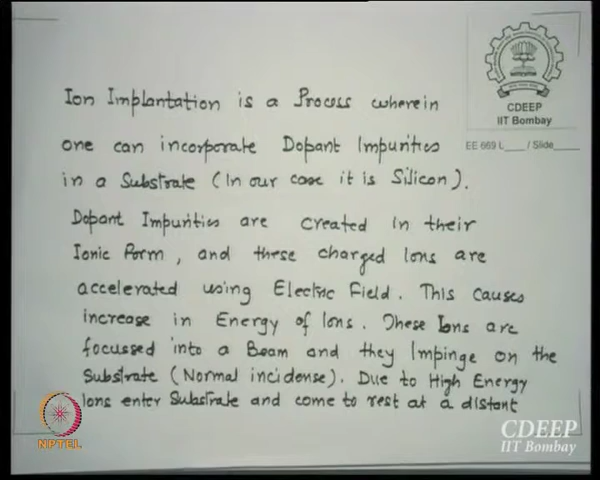 CDEEP
IIT Bombay
EE 669 L____ / Slide_____
Ion Implantation is a Process wherein
one can incorporate Dopant Impurities
in a Substrate (In our case it is Silicon).
Dopant Impurities are created in their
Ionic Form, and these charged Ions are
accelerated using Electric Field. This causes
increase in Energy of Ions. These Ions are
focussed into a Beam and they Impinge on the
Substrate (Normal incidense). Due to High Energy
Ions enter Substrate and come to rest at a distant
NPTEL
CDEEP
IIT Bombay